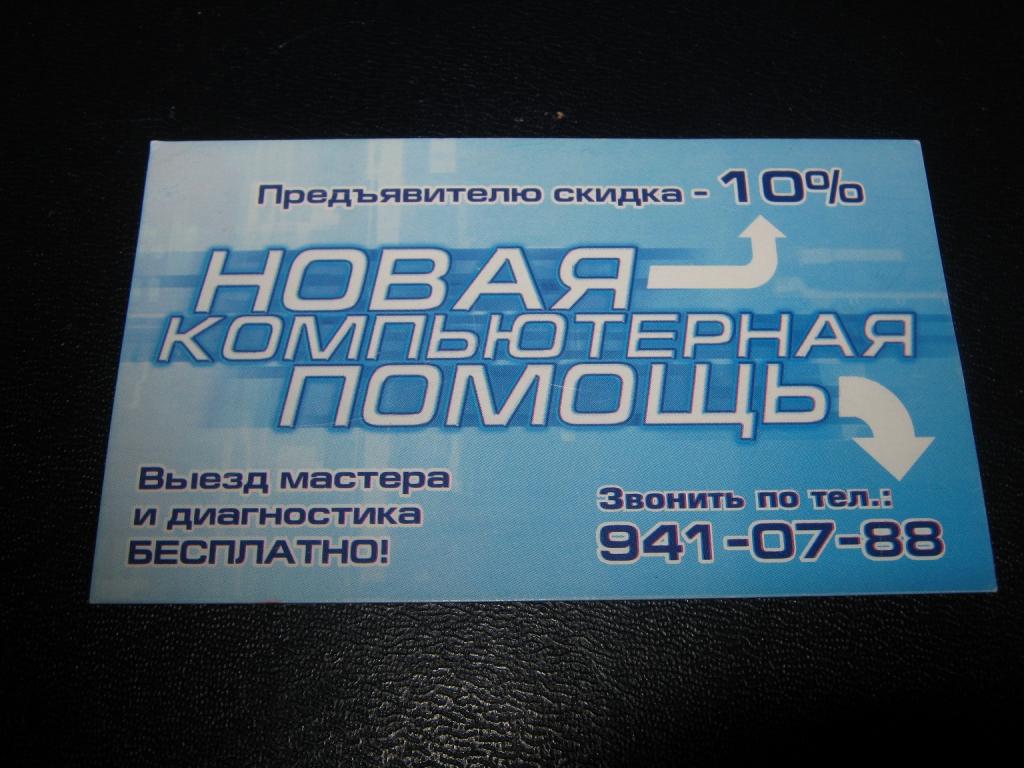 Предъявителю скидка - 10%
НОВАЯ
КОМПЬЮТЕРНАЯ
ПОМОЩЬ
Выезд мастера
и диагностика
БЕСПЛАТНО!
Звонить по тел.:
941-07-88